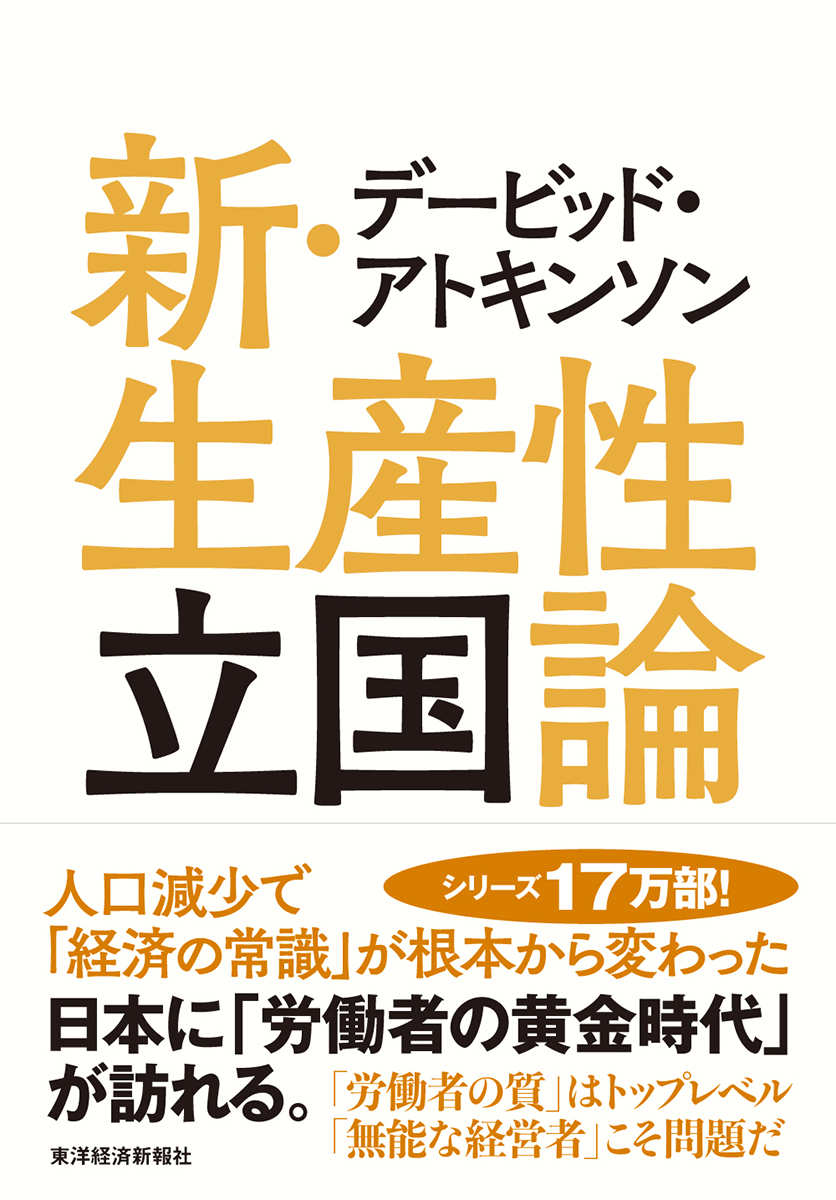 新・
デービッド・
アトキンソン
生産性
立国論
シリーズ17万部!
人口減少で
「経済の常識」が根本から変わった
日本に「労働者の黄金時代」
が訪れる。
「労働者の質」はトップレベル
「無能な経営者」こそ問題だ
東洋経済新報社